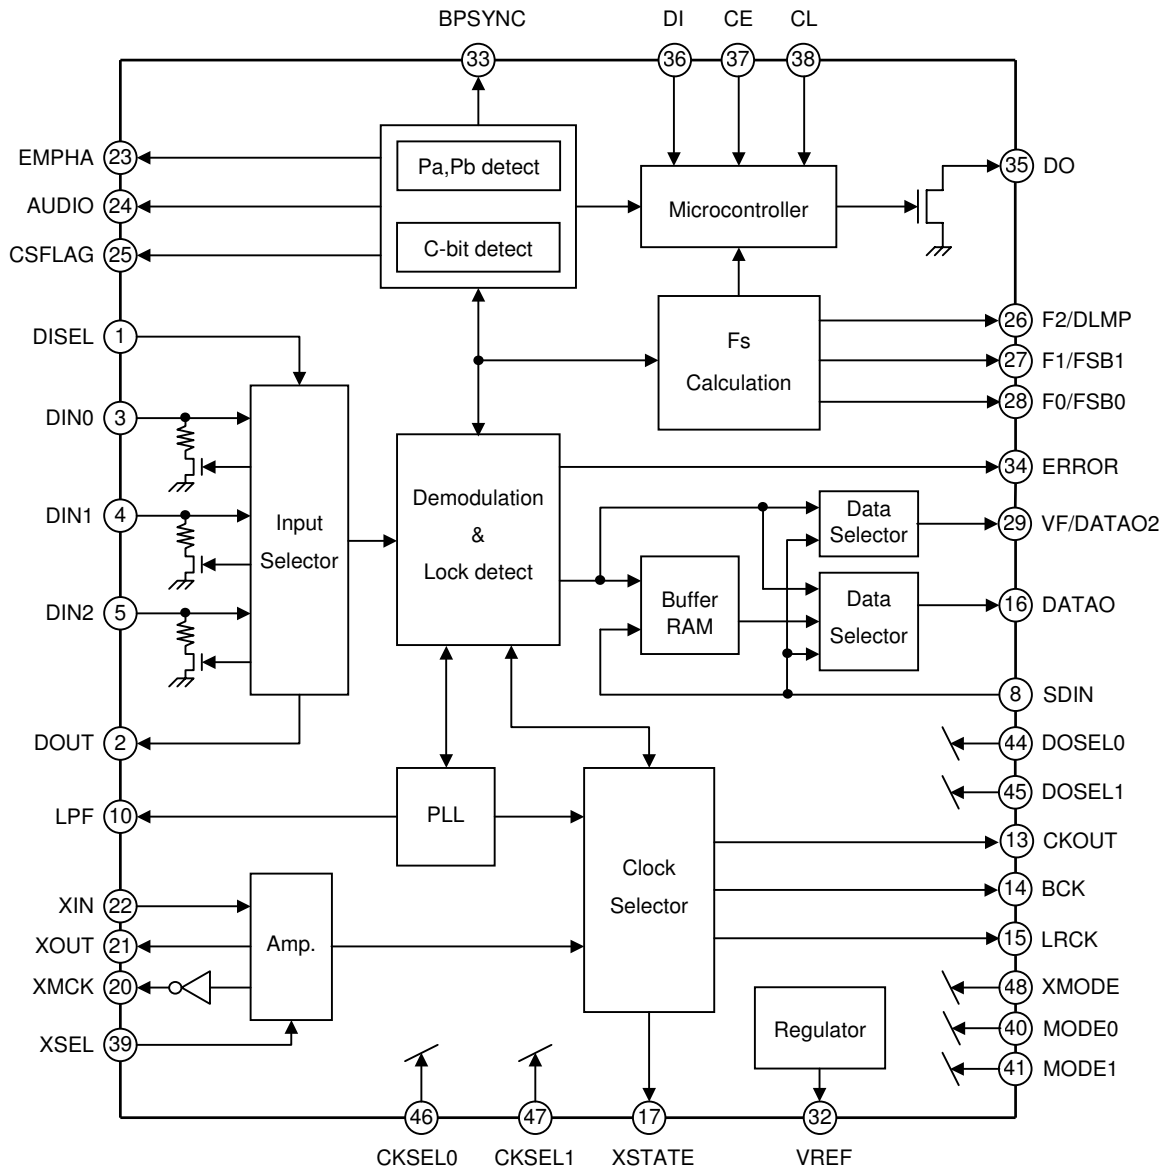 BPSYNC DI CE CL
33 36 37 38
EMPHA 23
AUDIO 24
CSFLAG 25
Pa,Pb detect
C-bit detect
Microcontroller
35 DO
DISEL 1
Fs
Calculation
26 F2/DLMP
27 F1/FSB1
28 F0/FSB0
DIN0 3
DIN1 4
DIN2 5
Input
Selector
Demodulation
&
Lock detect
34 ERROR
Data
Selector
29 VF/DATAO2
Buffer
RAM
Data
Selector
16 DATAO
8 SDIN
DOUT 2
44 DOSEL0
45 DOSEL1
LPF 10
PLL
Clock
Selector
13 CKOUT
14 BCK
15 LRCK
XIN 22
XOUT 21
XMCK 20
XSEL 39
Amp.
Regulator
48 XMODE
40 MODE0
41 MODE1
46 47 17 32
CKSEL0 CKSEL1 XSTATE VREF